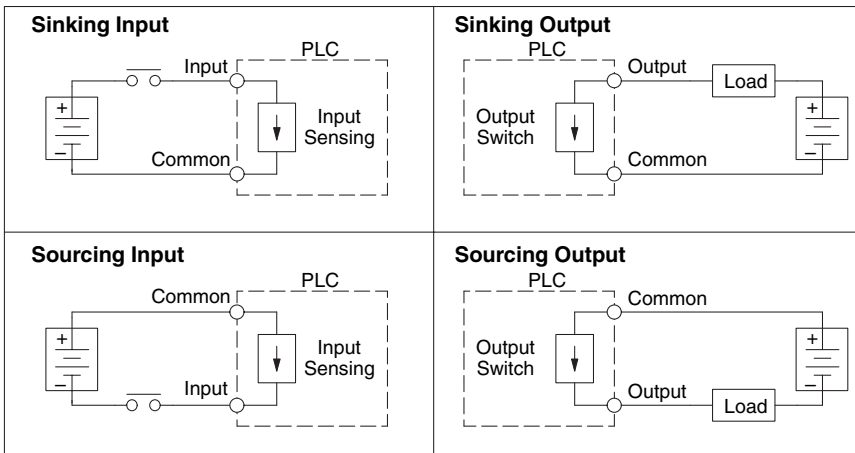 Sinking Input
PLC
Input
+
Input
Sensing
–
Common
Sinking Output
PLC
Output
Load
+
Output
Switch
–
Common
Sourcing Input
PLC
Common
+
Input
Sensing
–
Input
Sourcing Output
PLC
Common
+
Output
Switch
–
Output
Load